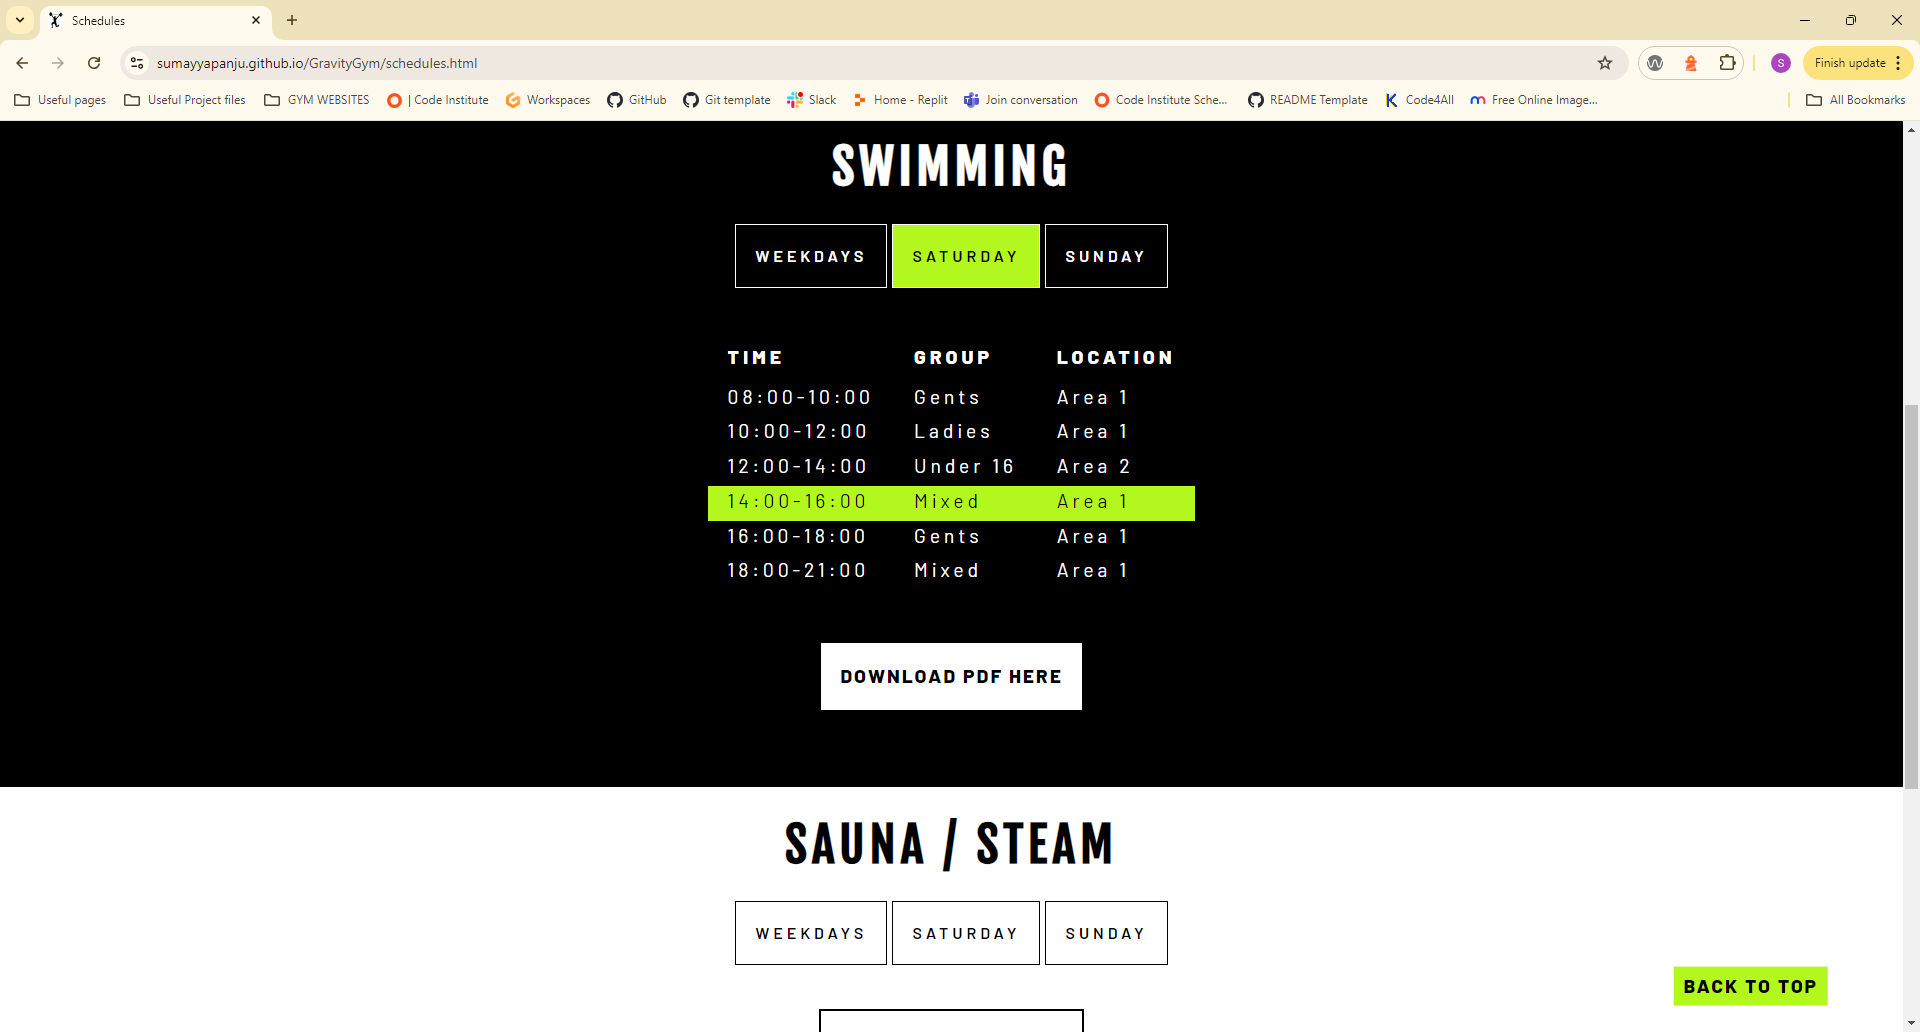 Schedules
sumayyapanju.github.io/GravityGym/schedules.html
S
Finish update
Useful pages
Useful Project files
GYM WEBSITES
| Code Institute
Workspaces
GitHub
Git template
Slack
Home - Replit
Join conversation
Code Institute Sche...
README Template
Code4All
Free Online Image...
All Bookmarks
SWIMMING
WEEKDAYS SATURDAY SUNDAY
TIME GROUP LOCATION
08:00-10:00 Gents Area 1
10:00-12:00 Ladies Area 1
12:00-14:00 Under 16 Area 2
14:00-16:00 Mixed Area 1
16:00-18:00 Gents Area 1
18:00-21:00 Mixed Area 1
DOWNLOAD PDF HERE
SAUNA / STEAM
WEEKDAYS SATURDAY SUNDAY
BACK TO TOP